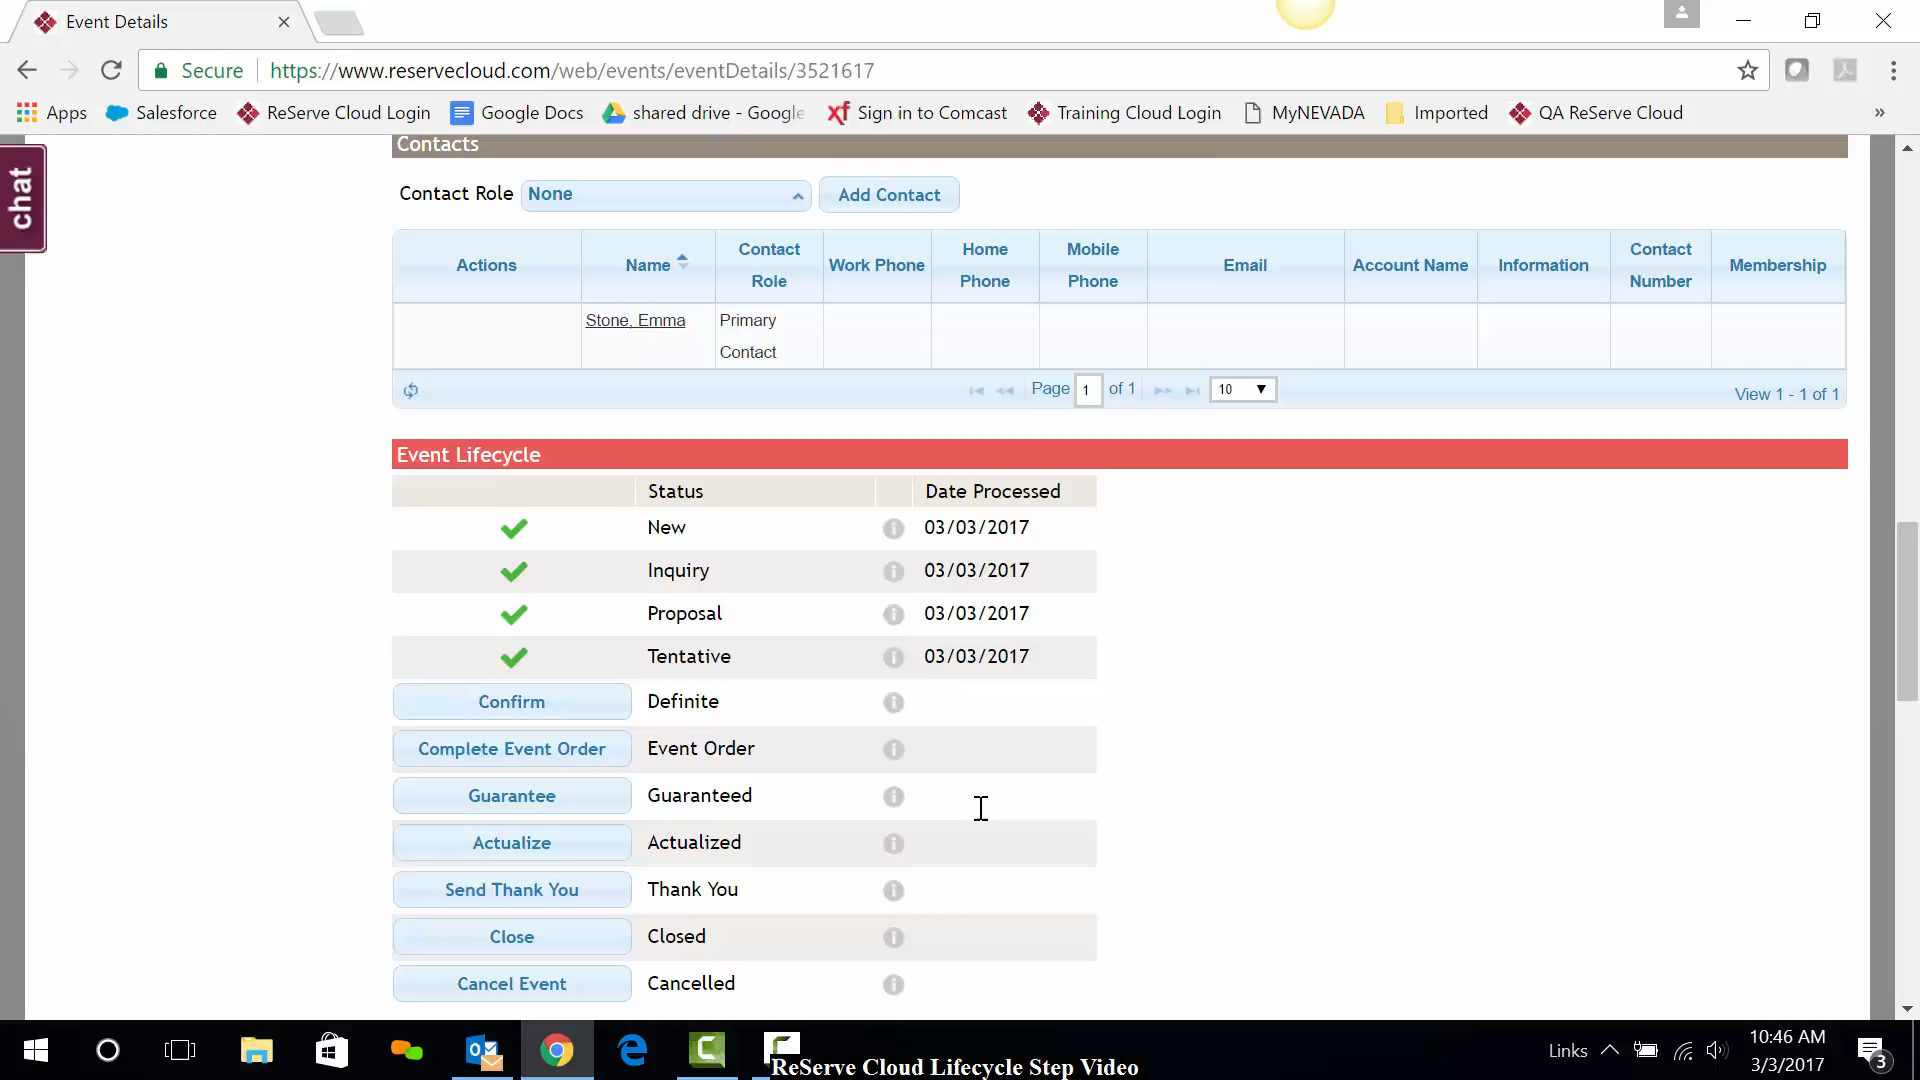 Event Details
Secure https://www.reservecloud.com/web/events/eventDetails/3521617
Apps Salesforce ReServe Cloud Login Google Docs shared drive - Google Sign in to Comcast Training Cloud Login MyNEVADA Imported QA ReServe Cloud »
chat
Contacts
Contact Role None Add Contact
Actions Name Contact Role Work Phone Home Phone Mobile Phone Email Account Name Information Contact Number Membership
Stone, Emma Primary Contact
Page 1 of 1 10 View 1 - 1 of 1
Event Lifecycle
Status Date Processed
New 03/03/2017
Inquiry 03/03/2017
Proposal 03/03/2017
Tentative 03/03/2017
Confirm Definite
Complete Event Order Event Order
Guarantee Guaranteed
Actualize Actualized
Send Thank You Thank You
Close Closed
Cancel Event Cancelled
Links 10:46 AM
3/3/2017 3
ReServe Cloud Lifecycle Step Video